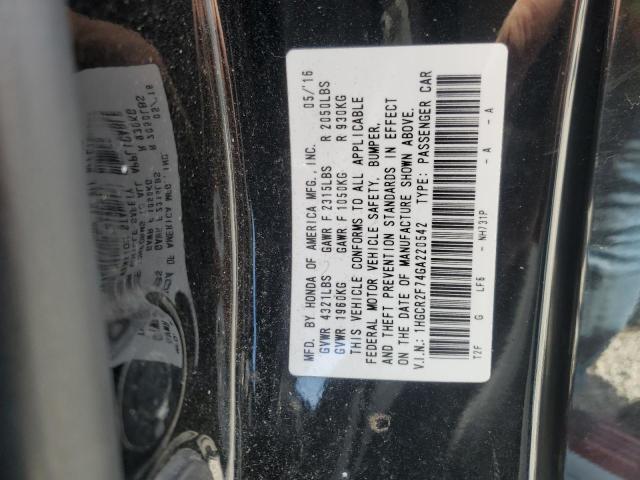 MFD. BY HONDA OF AMERICA MFG., INC. 05/'16
GVWR 4321LBS GAWR F 2315LBS R 2050LBS
GVWR 1960KG GAWR F 1050KG R 930KG
THIS VEHICLE CONFORMS TO ALL APPLICABLE
FEDERAL MOTOR VEHICLE SAFETY, BUMPER,
AND THEFT PREVENTION STANDARDS IN EFFECT
ON THE DATE OF MANUFACTURE SHOWN ABOVE.
V.I.N.: 1HGCR2F74GA220542 TYPE: PASSENGER CAR
T2F G LF6 - NH731P - A - A